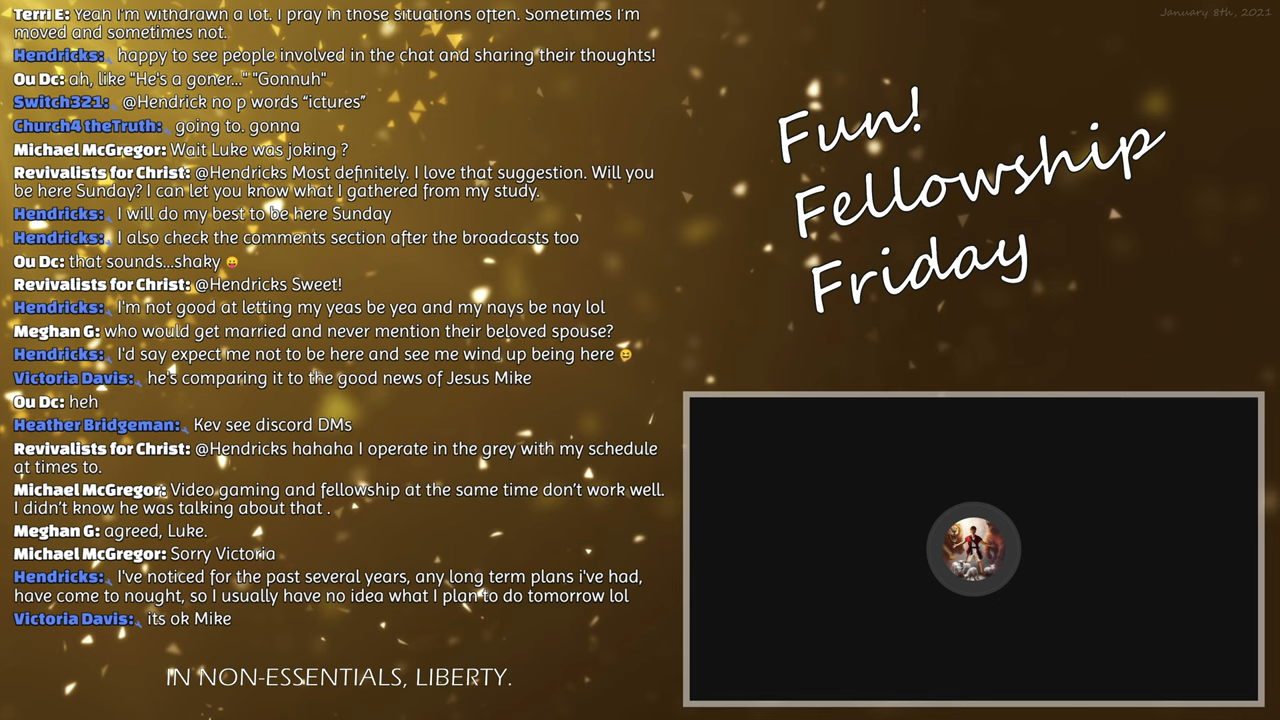 Terri E: Yeah I'm withdrawn a lot. I pray in those situations often. Sometimes I'm
moved and sometimes not.
Hendricks: happy to see people involved in the chat and sharing their thoughts!
Ou Dc: ah, like "He's a goner..." "Gonnuh"
Switch321: @Hendrick no p words “ictures”
Church4 theTruth: going to. gonna
Michael McGregor: Wait Luke was joking ?
Revivalists for Christ: @Hendricks Most definitely. I love that suggestion. Will you
be here Sunday? I can let you know what I gathered from my study.
Hendricks: I will do my best to be here Sunday
Hendricks: I also check the comments section after the broadcasts too
Ou Dc: that sounds...shaky 😛
Revivalists for Christ: @Hendricks Sweet!
Hendricks: I'm not good at letting my yeas be yea and my nays be nay lol
Meghan G: who would get married and never mention their beloved spouse?
Hendricks: I'd say expect me not to be here and see me wind up being here 😝
Victoria Davis: he's comparing it to the good news of Jesus Mike
Ou Dc: heh
Heather Bridgeman: Kev see discord DMs
Revivalists for Christ: @Hendricks hahaha I operate in the grey with my schedule
at times to.
Michael McGregor: Video gaming and fellowship at the same time don’t work well.
I didn’t know he was talking about that .
Meghan G: agreed, Luke.
Michael McGregor: Sorry Victoria
Hendricks: I've noticed for the past several years, any long term plans i've had,
have come to nought, so I usually have no idea what I plan to do tomorrow lol
Victoria Davis: its ok Mike
IN NON-ESSENTIALS, LIBERTY.
January 8th, 2021
Fun!
Fellowship
Friday